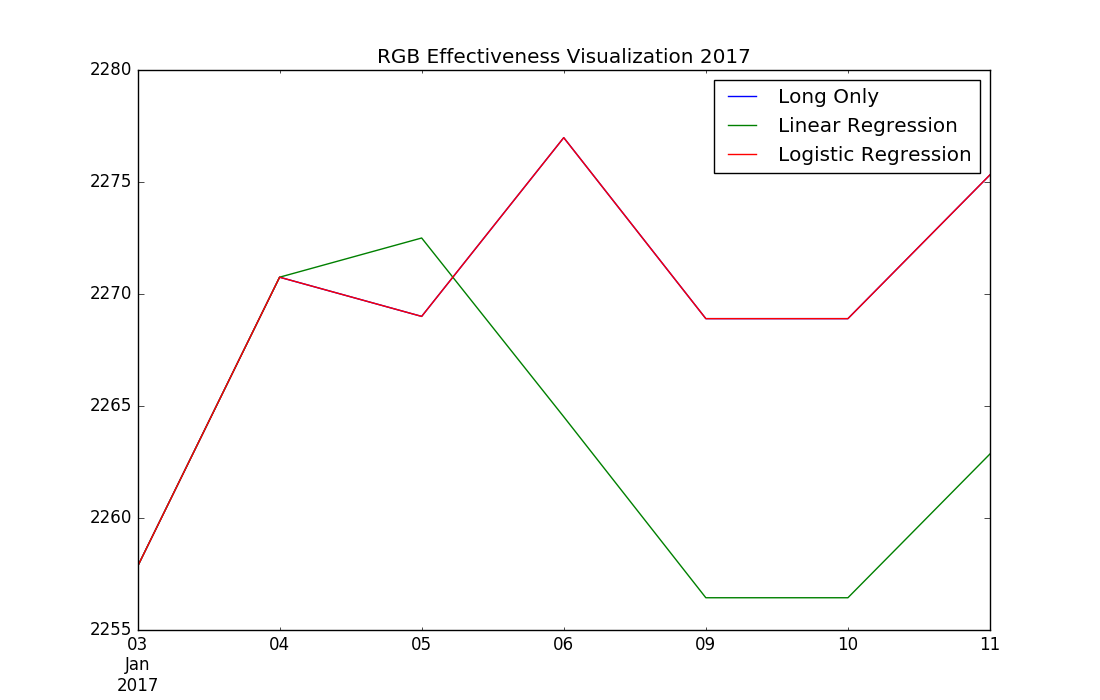 RGB Effectiveness Visualization 2017
2280
2275
2270
2265
2260
2255
Long Only
Linear Regression
Logistic Regression
03 04 05 06 09 10 11
Jan
2017